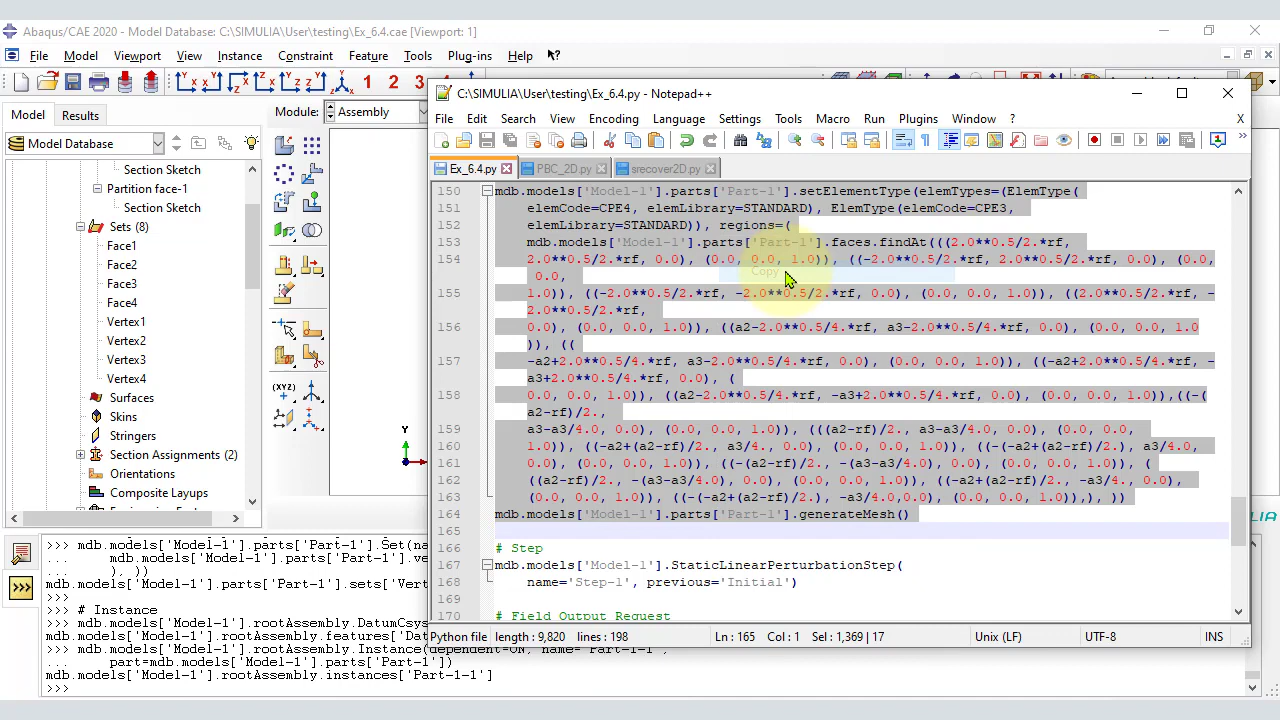 Abaqus/CAE 2020 - Model Database: C:\SIMULIA\User\testing\Ex_6.4.cae [Viewport: 1]
File Model Viewport View Instance Constraint Feature Tools Plug-ins Help
1 2 3
Model Results
Module: Assembly
Model Database
Section Sketch
Partition face-1
Section Sketch
Sets (8)
Face1
Face2
Face3
Face4
Vertex1
Vertex2
Vertex3
Vertex4
Surfaces
Skins
Stringers
Section Assignments (2)
Orientations
Composite Layups
(XYZ)
Y
C:\SIMULIA\User\testing\Ex_6.4.py - Notepad++
File Edit Search View Encoding Language Settings Tools Macro Run Plugins Window ? X
Ex_6.4.py PBC_2D.py srecover2D.py
150 mdb.models['Model-1'].parts['Part-1'].setElementType(elemTypes=(ElemType(
151 elemCode=CPE4, elemLibrary=STANDARD), ElemType(elemCode=CPE3,
152 elemLibrary=STANDARD)), regions=(
153 mdb.models['Model-1'].parts['Part-1'].faces.findAt(((2.0**0.5/2.*rf,
154 2.0**0.5/2.*rf, 0.0), (0.0, 0.0, 1.0)), ((-2.0**0.5/2.*rf, 2.0**0.5/2.*rf, 0.0), (0.0,
0.0,
155 1.0)), ((-2.0**0.5/2.*rf, -2.0**0.5/2.*rf, 0.0), (0.0, 0.0, 1.0)), ((2.0**0.5/2.*rf, -
2.0**0.5/2.*rf,
156 0.0), (0.0, 0.0, 1.0)), ((a2-2.0**0.5/4.*rf, a3-2.0**0.5/4.*rf, 0.0), (0.0, 0.0, 1.0
)), ((
157 -a2+2.0**0.5/4.*rf, a3-2.0**0.5/4.*rf, 0.0), (0.0, 0.0, 1.0)), ((-a2+2.0**0.5/4.*rf, -
a3+2.0**0.5/4.*rf, 0.0), (
158 0.0, 0.0, 1.0)), ((a2-2.0**0.5/4.*rf, -a3+2.0**0.5/4.*rf, 0.0), (0.0, 0.0, 1.0)),((-(
a2-rf)/2.,
159 a3-a3/4.0, 0.0), (0.0, 0.0, 1.0)), (((a2-rf)/2., a3-a3/4.0, 0.0), (0.0, 0.0,
160 1.0)), ((-a2+(a2-rf)/2., a3/4., 0.0), (0.0, 0.0, 1.0)), ((-(-a2+(a2-rf)/2.), a3/4.0,
161 0.0), (0.0, 0.0, 1.0)), ((-(a2-rf)/2., -(a3-a3/4.0), 0.0), (0.0, 0.0, 1.0)), (
162 ((a2-rf)/2., -(a3-a3/4.0), 0.0), (0.0, 0.0, 1.0)), ((-a2+(a2-rf)/2., -a3/4., 0.0),
163 (0.0, 0.0, 1.0)), ((-(-a2+(a2-rf)/2.), -a3/4.0,0.0), (0.0, 0.0, 1.0)),), ))
164 mdb.models['Model-1'].parts['Part-1'].generateMesh()
165
166 # Step
167 mdb.models['Model-1'].StaticLinearPerturbationStep(
168 name='Step-1', previous='Initial')
169
170 # Field Output Request
Copy
Python file length : 9,820 lines : 198 Ln : 165 Col : 1 Sel : 1,369 | 17 Unix (LF) UTF-8 INS
>>> mdb.models['Model-1'].parts['Part-1'].Set(na
... mdb.models['Model-1'].parts['Part-1'].ve
... ), ))
mdb.models['Model-1'].parts['Part-1'].sets['Vert
>>>
>>> # Instance
mdb.models['Model-1'].rootAssembly.DatumCsys
mdb.models['Model-1'].rootAssembly.features['Dat
mdb.models['Model-1'].rootAssembly.Instance(dependent=ON, name='Part-1-1',
... part=mdb.models['Model-1'].parts['Part-1'])
mdb.models['Model-1'].rootAssembly.instances['Part-1-1']
>>>